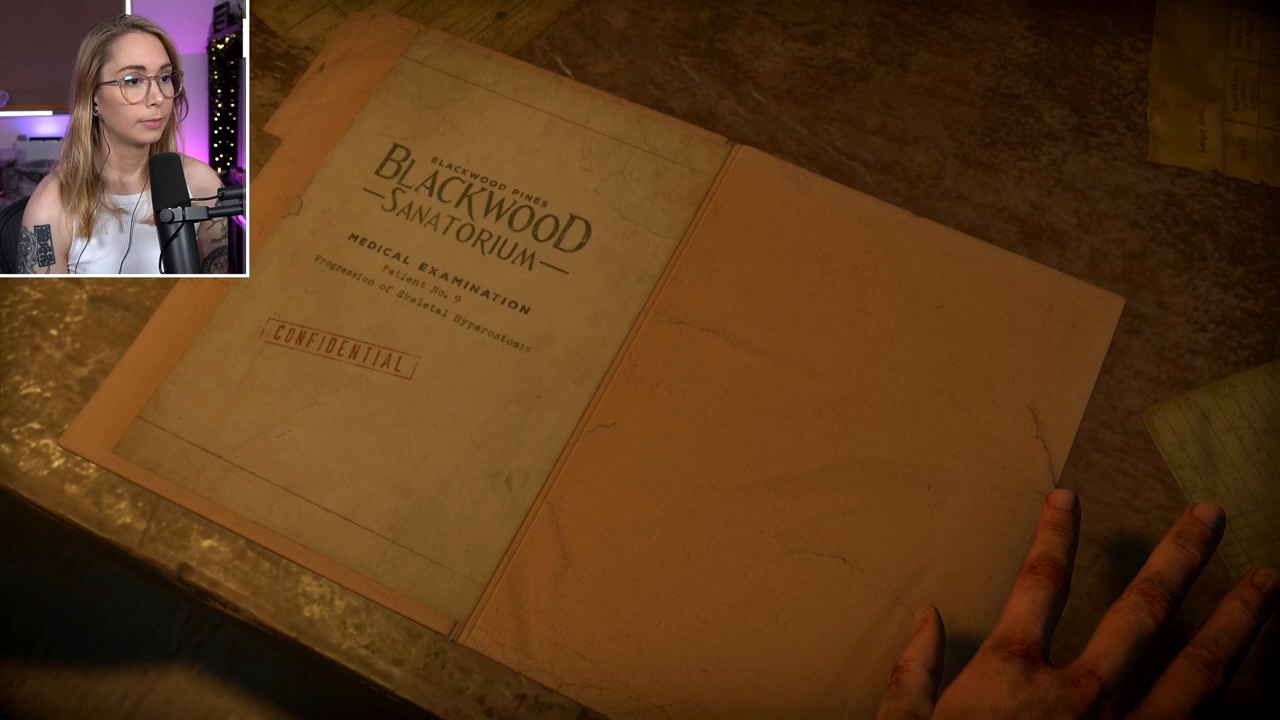 BLACKWOOD PINES
BLACKWOOD
SANATORIUM
MEDICAL EXAMINATION
Patient No. 9
Progression of Skeletal Hyperostosis
CONFIDENTIAL